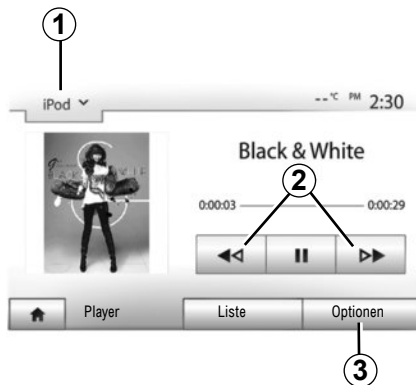 1
iPod
--°C PM 2:30
Black & White
2
0:00:03 0:00:29
Player Liste Optionen
3